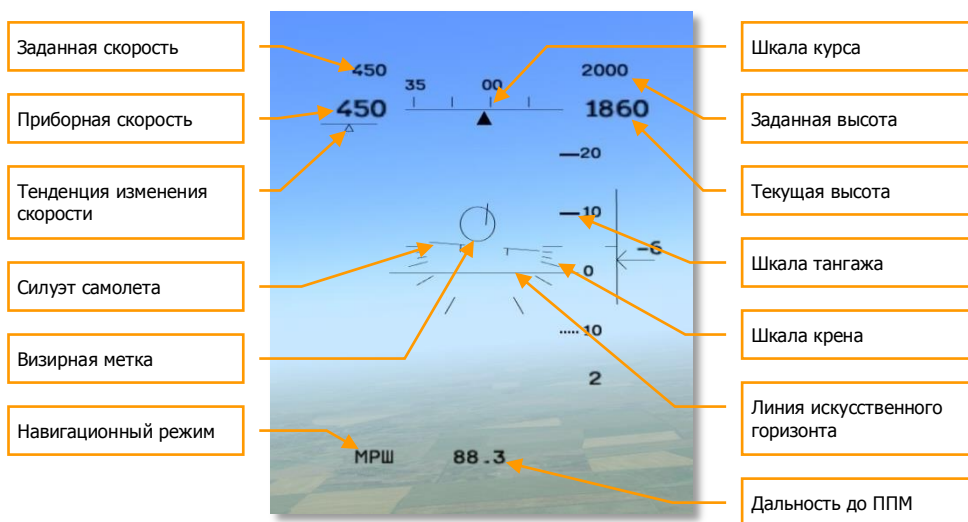 Заданная скорость
Приборная скорость
Тенденция изменения
скорости
Силуэт самолета
Визирная метка
Навигационный режим
450
35
00
2000
450
1860
20
10
-6
0
10
2
МРШ
88.3
Шкала курса
Заданная высота
Текущая высота
Шкала тангажа
Шкала крена
Линия искусственного
горизонта
Дальность до ППМ